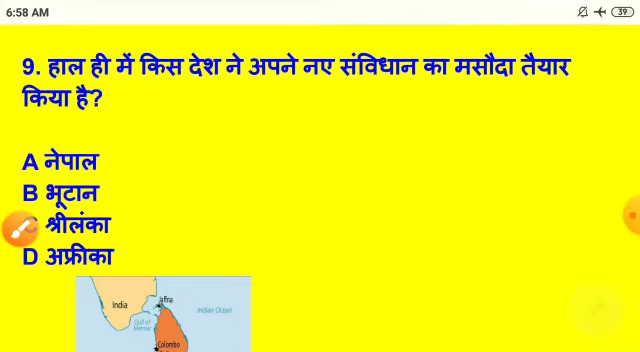 6:58 AM 39
9. हाल ही में किस देश ने अपने नए संविधान का मसौदा तैयार
किया है?
A नेपाल
B भूटान
C श्रीलंका
D अफ्रीका
India
Jaffna
Indian Ocean
Gulf of
Mannar
Colombo